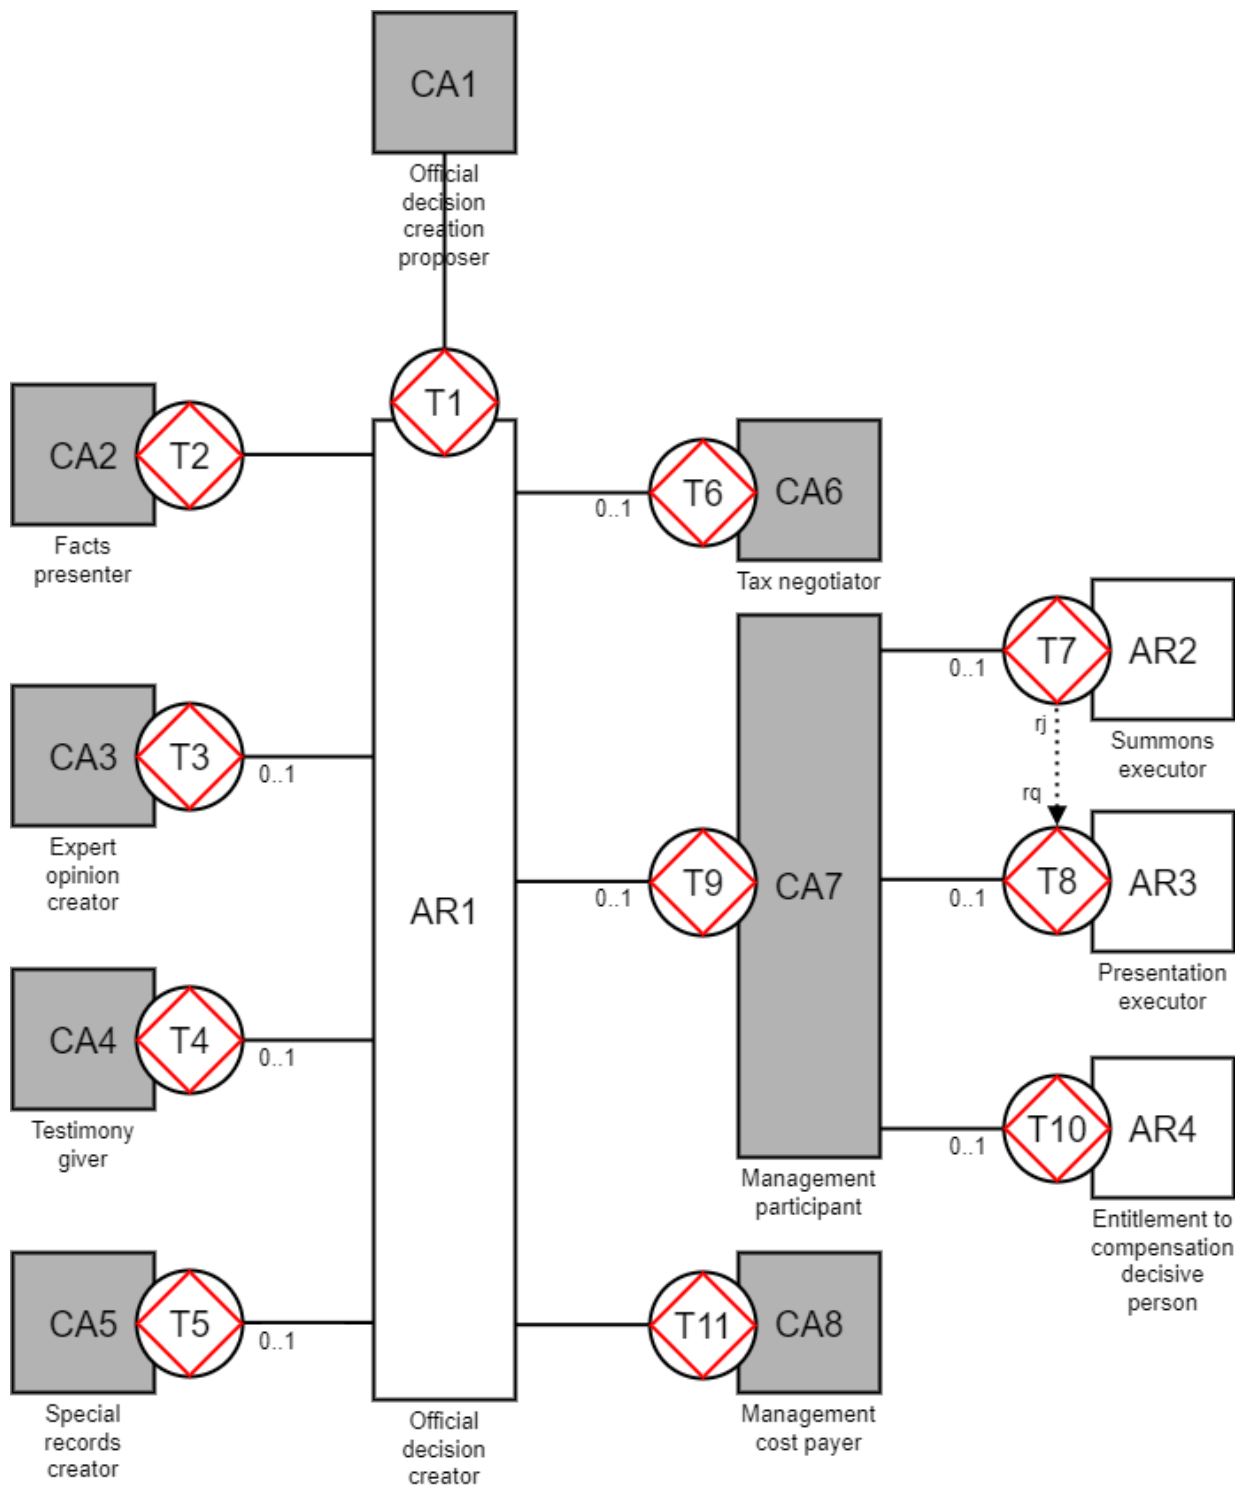 CA1
Official
decision
creation
proposer
T1
CA2
T2
Facts
presenter
T6
CA6
0..1
Tax negotiator
T7
AR2
0..1
rj
Summons
executor
CA3
T3
0..1
Expert
opinion
creator
AR1
T9
CA7
0..1
rq
T8
AR3
0..1
Presentation
executor
CA4
T4
0..1
Testimony
giver
T10
AR4
0..1
Management
participant
Entitlement to
compensation
decisive
person
CA5
T5
0..1
Special
records
creator
Official
decision
creator
T11
CA8
Management
cost payer